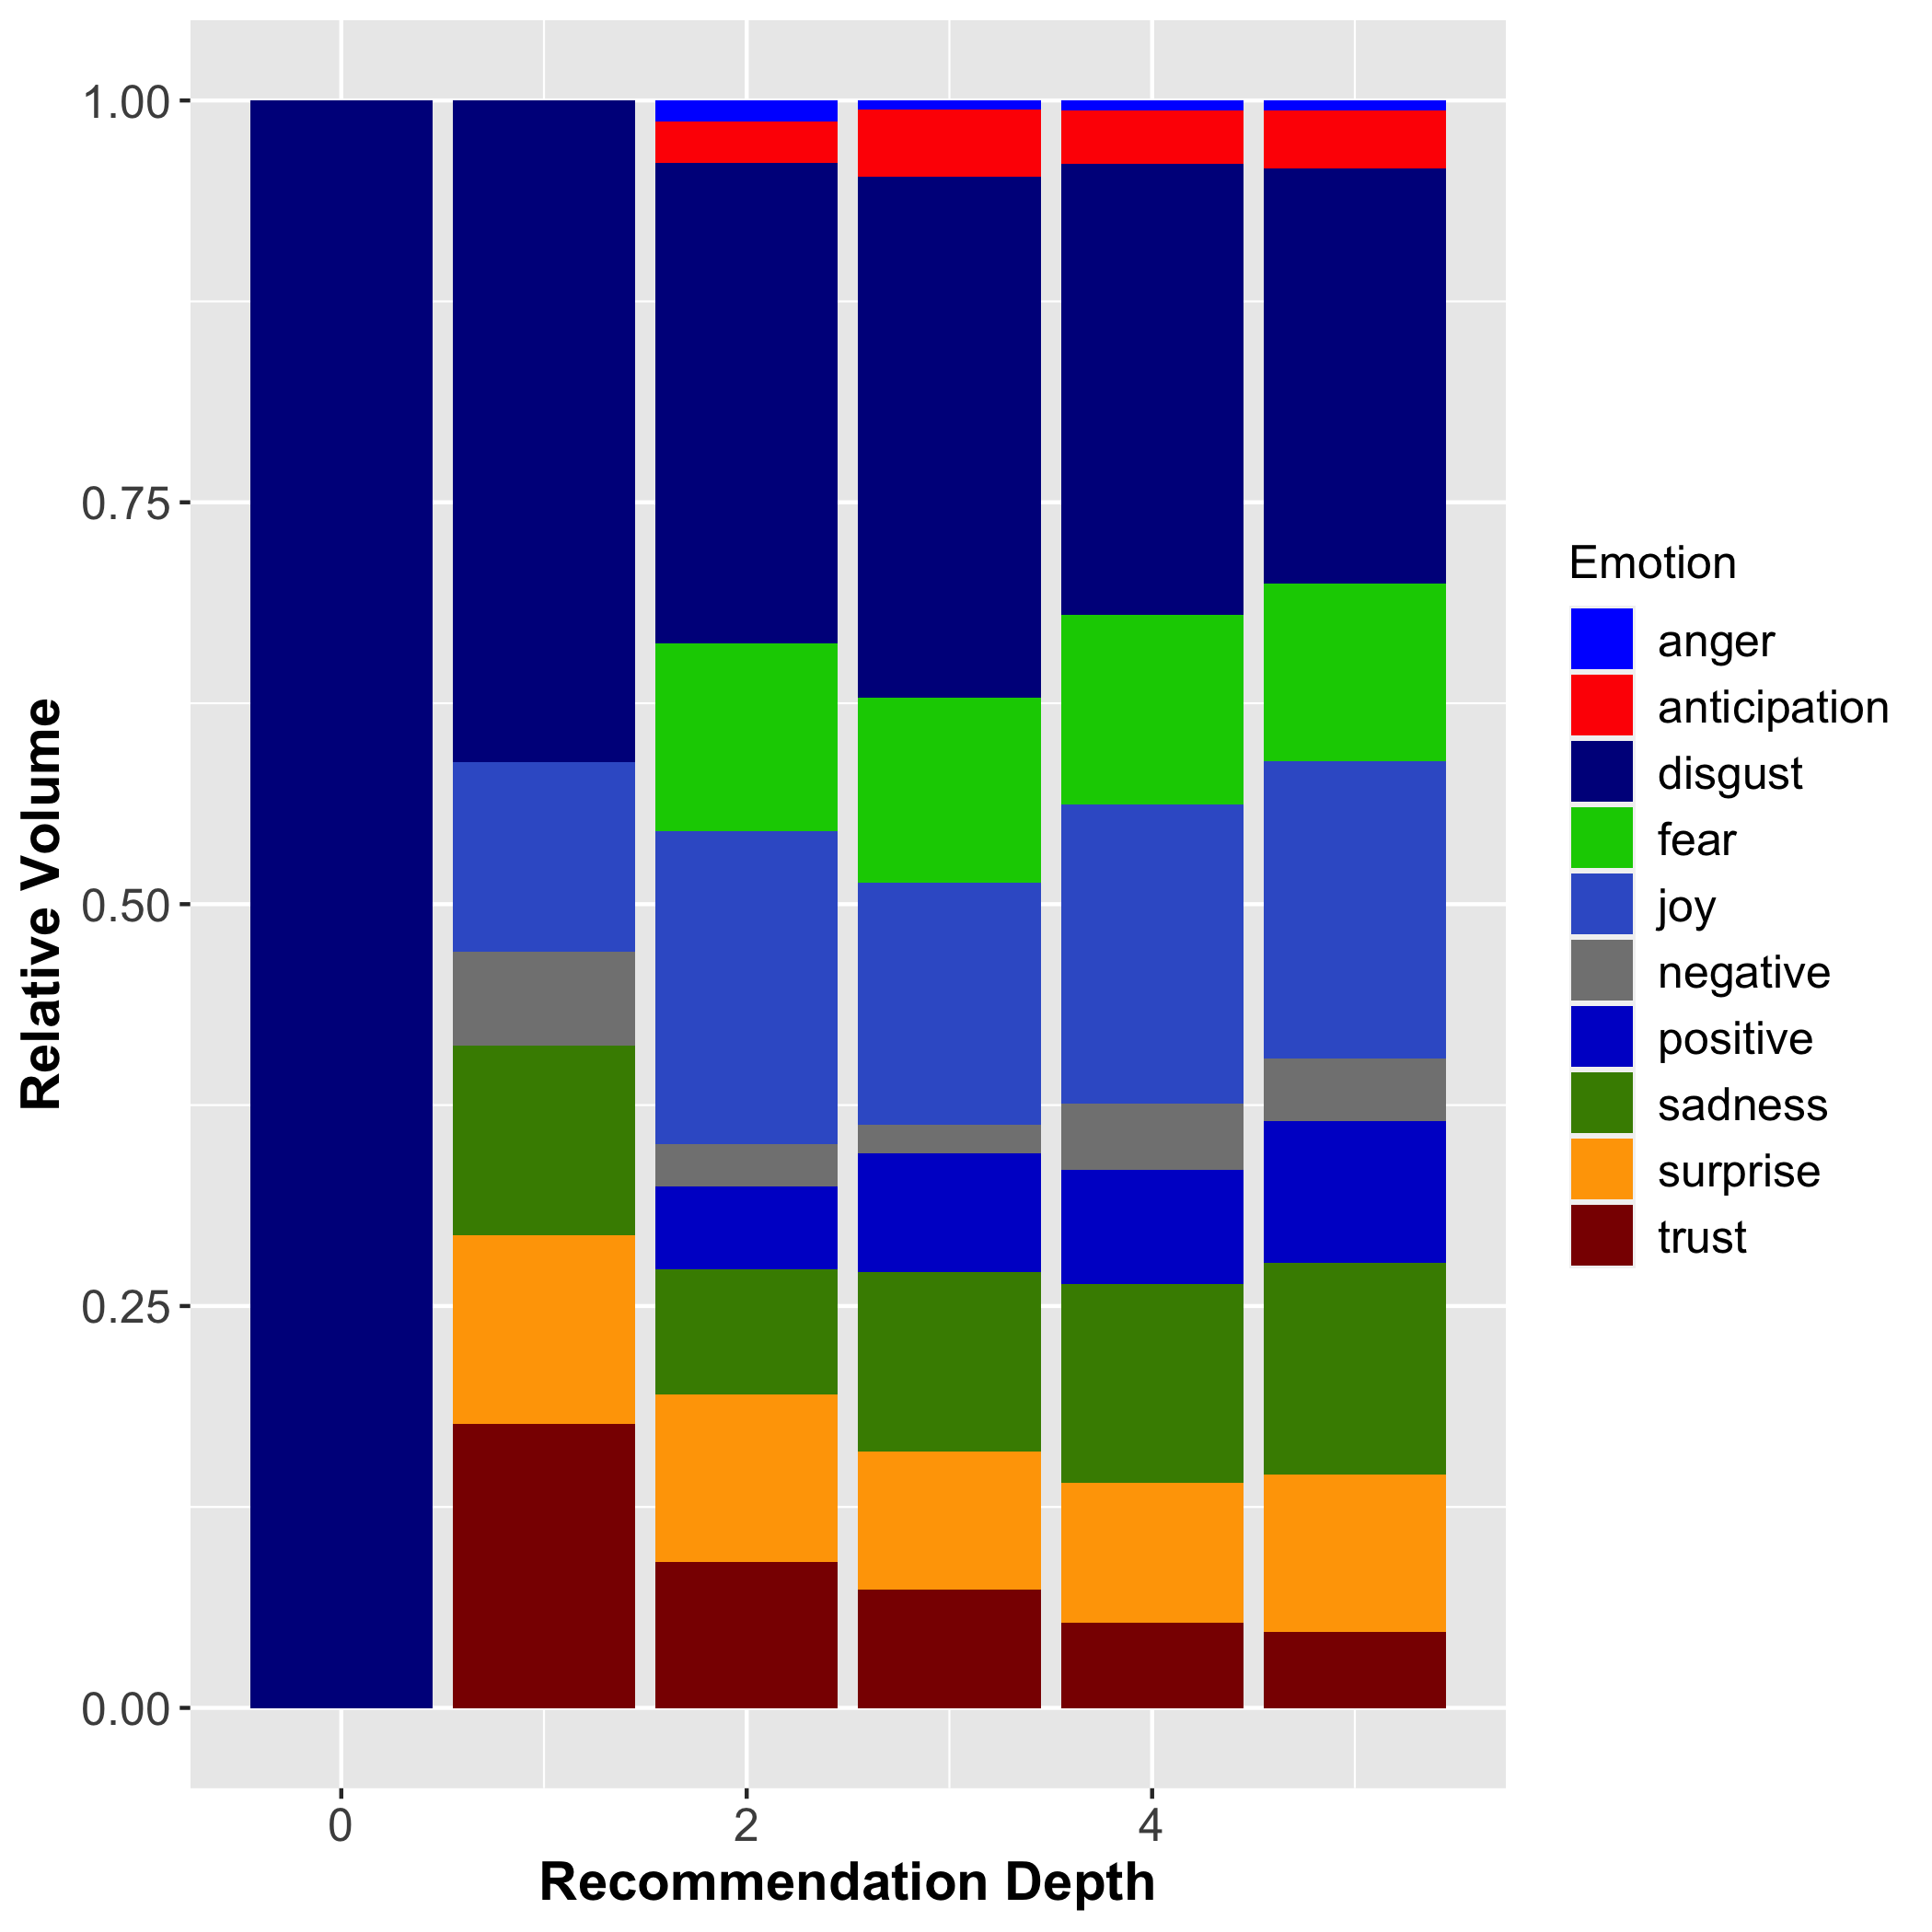 1.00
0.75
0.50
0.25
0.00
Relative Volume
0
2
4
Recommendation Depth
Emotion
anger
anticipation
disgust
fear
joy
negative
positive
sadness
surprise
trust